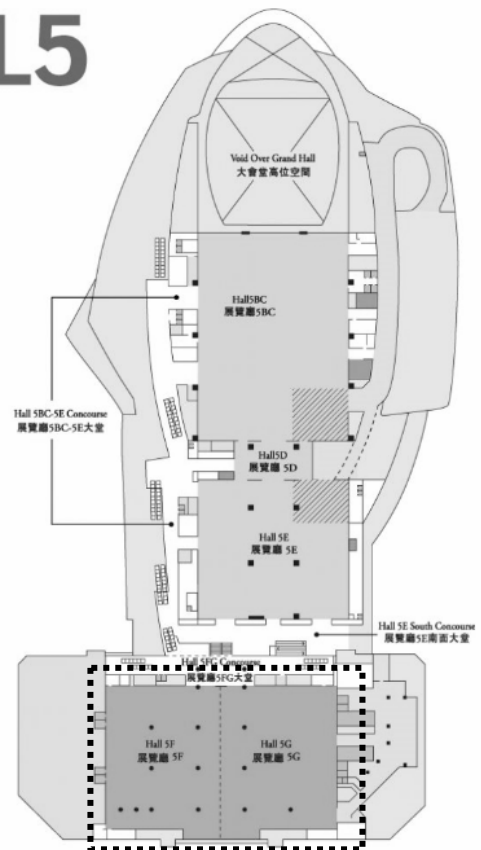 L5
Void Over Grand Hall
大會堂高位空間
Hall5BC
展覽廳5BC
Hall 5BC-5E Concourse
展覽廳5BC-5E大堂
Hall5D
展覽廳 5D
Hall 5E
展覽廳 5E
Hall 5E South Concourse
展覽廳5E南面大堂
Hall 5FG Concourse
展覽廳5FG大堂
Hall 5F
展覽廳 5F
Hall 5G
展覽廳 5G